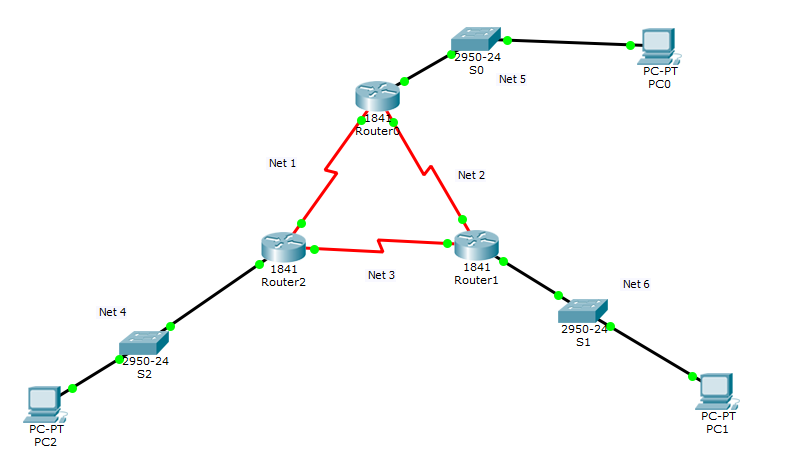 2950-24
S0
PC-PT
PC0
Net 5
1841
Router0
Net 1
Net 2
1841
Router2
1841
Router1
Net 3
Net 6
Net 4
2950-24
S1
2950-24
S2
PC-PT
PC1
PC-PT
PC2